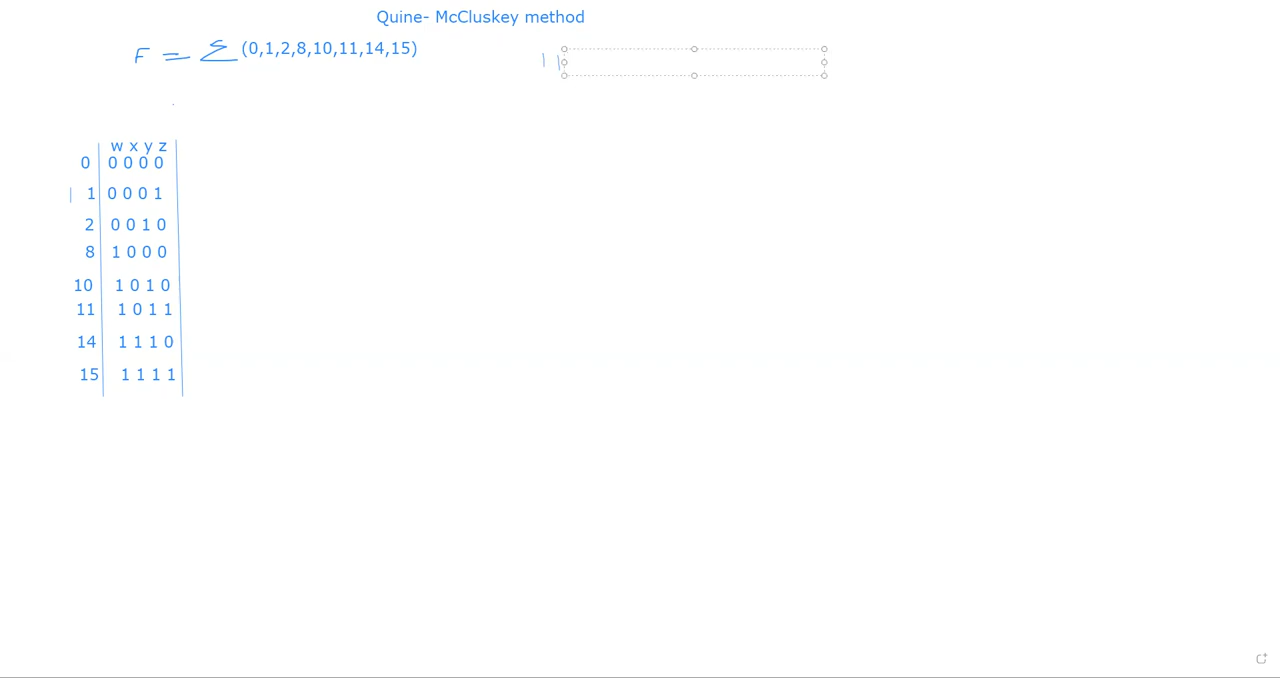 Quine- McCluskey method
F = Σ (0,1,2,8,10,11,14,15)
w x y z
0 0 0 0 0
1 0 0 0 1
2 0 0 1 0
8 1 0 0 0
10 1 0 1 0
11 1 0 1 1
14 1 1 1 0
15 1 1 1 1